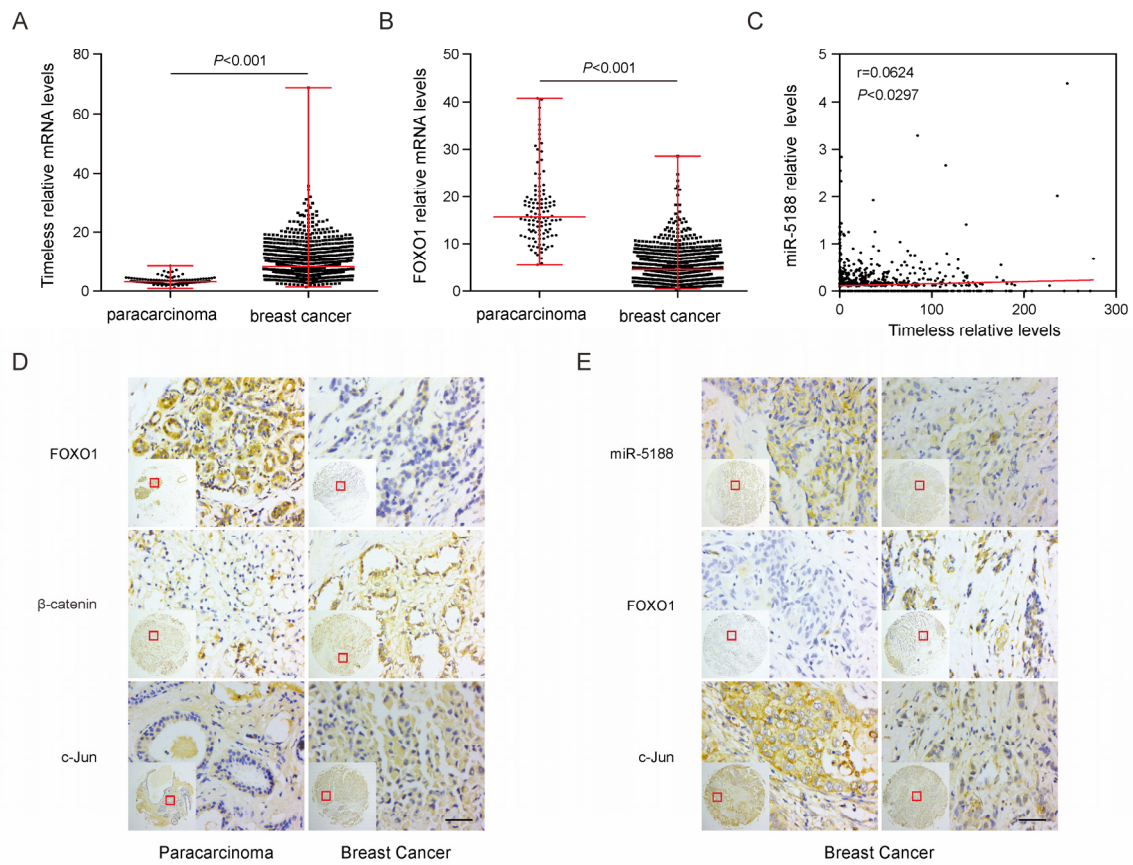 A
Timeless relative mRNA levels
80
60
40
20
0
P<0.001
paracarcinoma
breast cancer
B
FOXO1 relative mRNA levels
50
40
30
20
10
0
P<0.001
paracarcinoma
breast cancer
C
miR-5188 relative levels
5
4
3
2
1
0
r=0.0624
P<0.0297
0
100
200
300
Timeless relative levels
D
FOXO1
β-catenin
c-Jun
Paracarcinoma
Breast Cancer
E
miR-5188
FOXO1
c-Jun
Breast Cancer